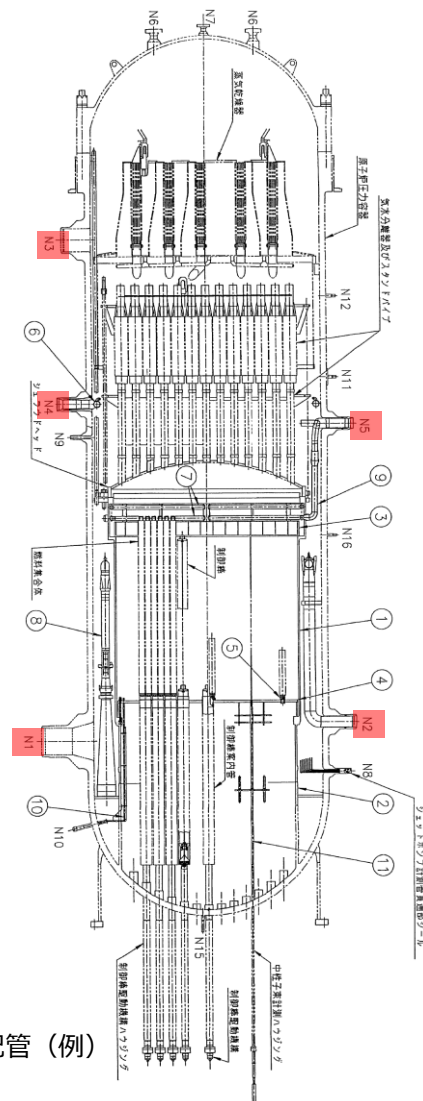 N6
N7
N6
蒸気乾燥器
原子炉圧力容器
気水分離器及びスタンドパイプ
N3
N12
⑥
N11
N4
N5
シュラウドヘッド
N9
⑦
⑨
③
N16
燃料集合体
制御棒
⑧
①
⑤
④
N1
N2
制御棒案内管
N8
ジェットポンプ計測管貫通部シール
②
⑩
N10
⑪
N15
制御棒駆動機構ハウジング
制御棒駆動機構
中性子束計測ハウジング
配管（例）